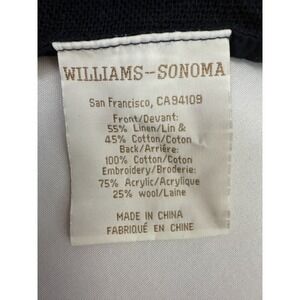 WILLIAMS-SONOMA
San Francisco, CA94109
Front/Devant:
55% Linen/Lin &
45% Cotton/Coton
Back/Arrière:
100% Cotton/Coton
Embroidery/Broderie:
75% Acrylic/Acrylique
25% wool/Laine
MADE IN CHINA
FABRIQUÉ EN CHINE